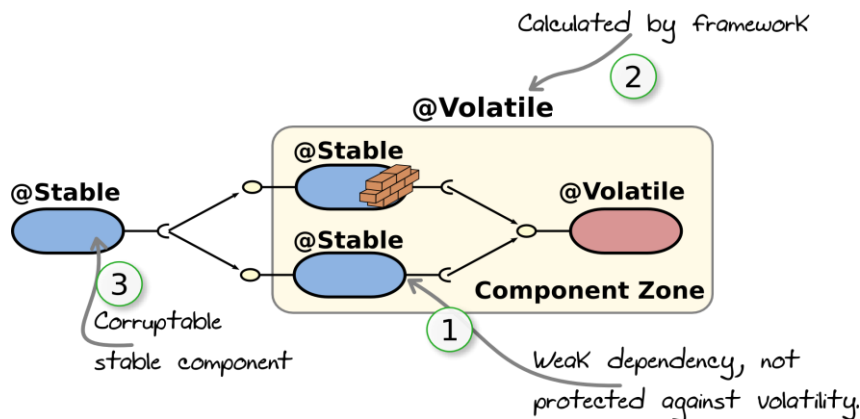 Calculated by framework
2
@Volatile
@Stable
@Stable
@Volatile
@Stable
Component Zone
3
1
Corruptable
stable component
Weak dependency, not
protected against volatility.